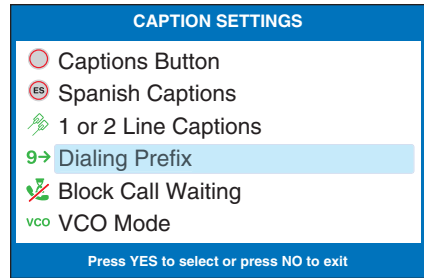 CAPTION SETTINGS
Captions Button
ES Spanish Captions
1 or 2 Line Captions
9→ Dialing Prefix
Block Call Waiting
VCO VCO Mode
Press YES to select or press NO to exit